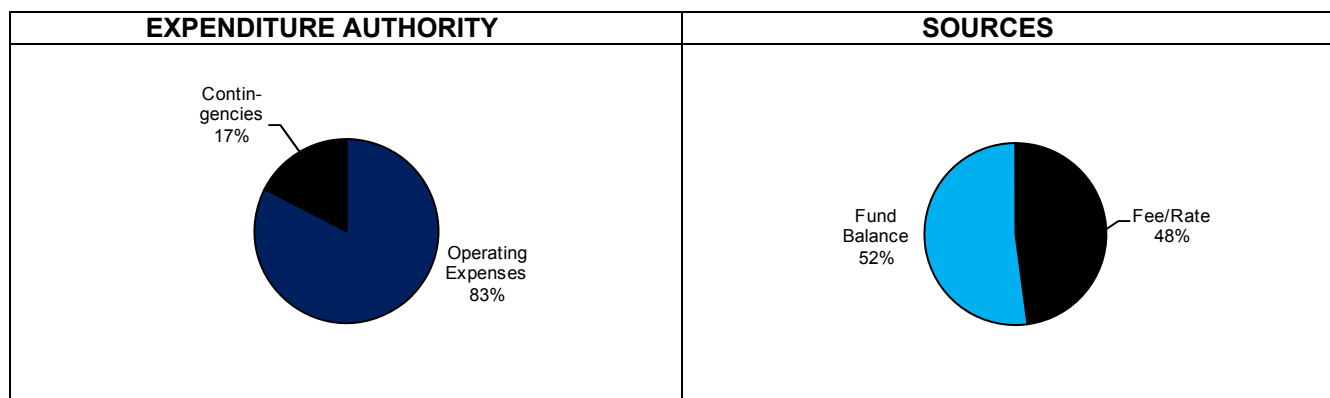 EXPENDITURE AUTHORITY
Contin-
gencies
17%
Operating
Expenses
83%
SOURCES
Fund
Balance
52%
Fee/Rate
48%